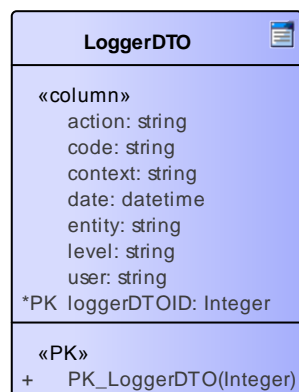 LoggerDTO
«column»
action: string
code: string
context: string
date: datetime
entity: string
level: string
user: string
*PK loggerDTOID: Integer
«PK»
+ PK_LoggerDTO(Integer)